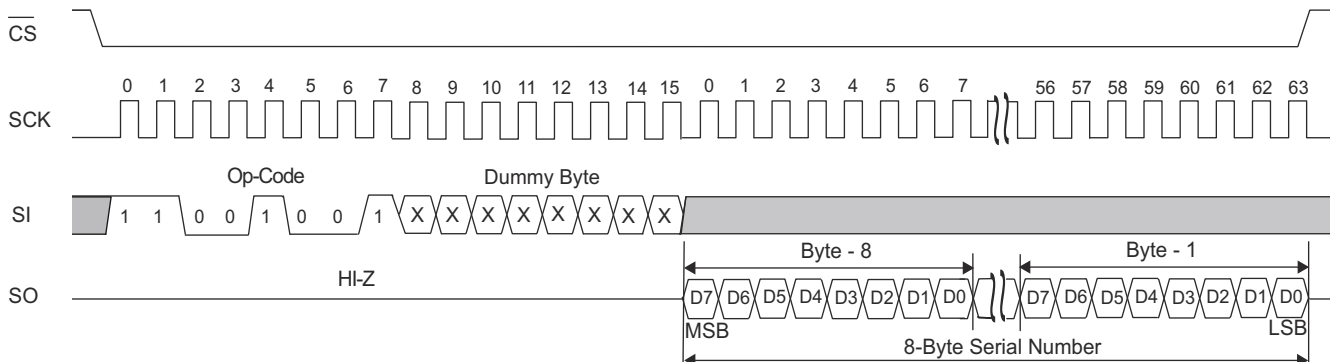 CS
0 1 2 3 4 5 6 7 8 9 10 11 12 13 14 15 0 1 2 3 4 5 6 7 56 57 58 59 60 61 62 63
SCK
Op-Code Dummy Byte
SI 1 1 0 0 1 0 0 1 X X X X X X X X
Byte - 8 Byte - 1
HI-Z
SO D7 D6 D5 D4 D3 D2 D1 D0 D7 D6 D5 D4 D3 D2 D1 D0
MSB LSB
8-Byte Serial Number